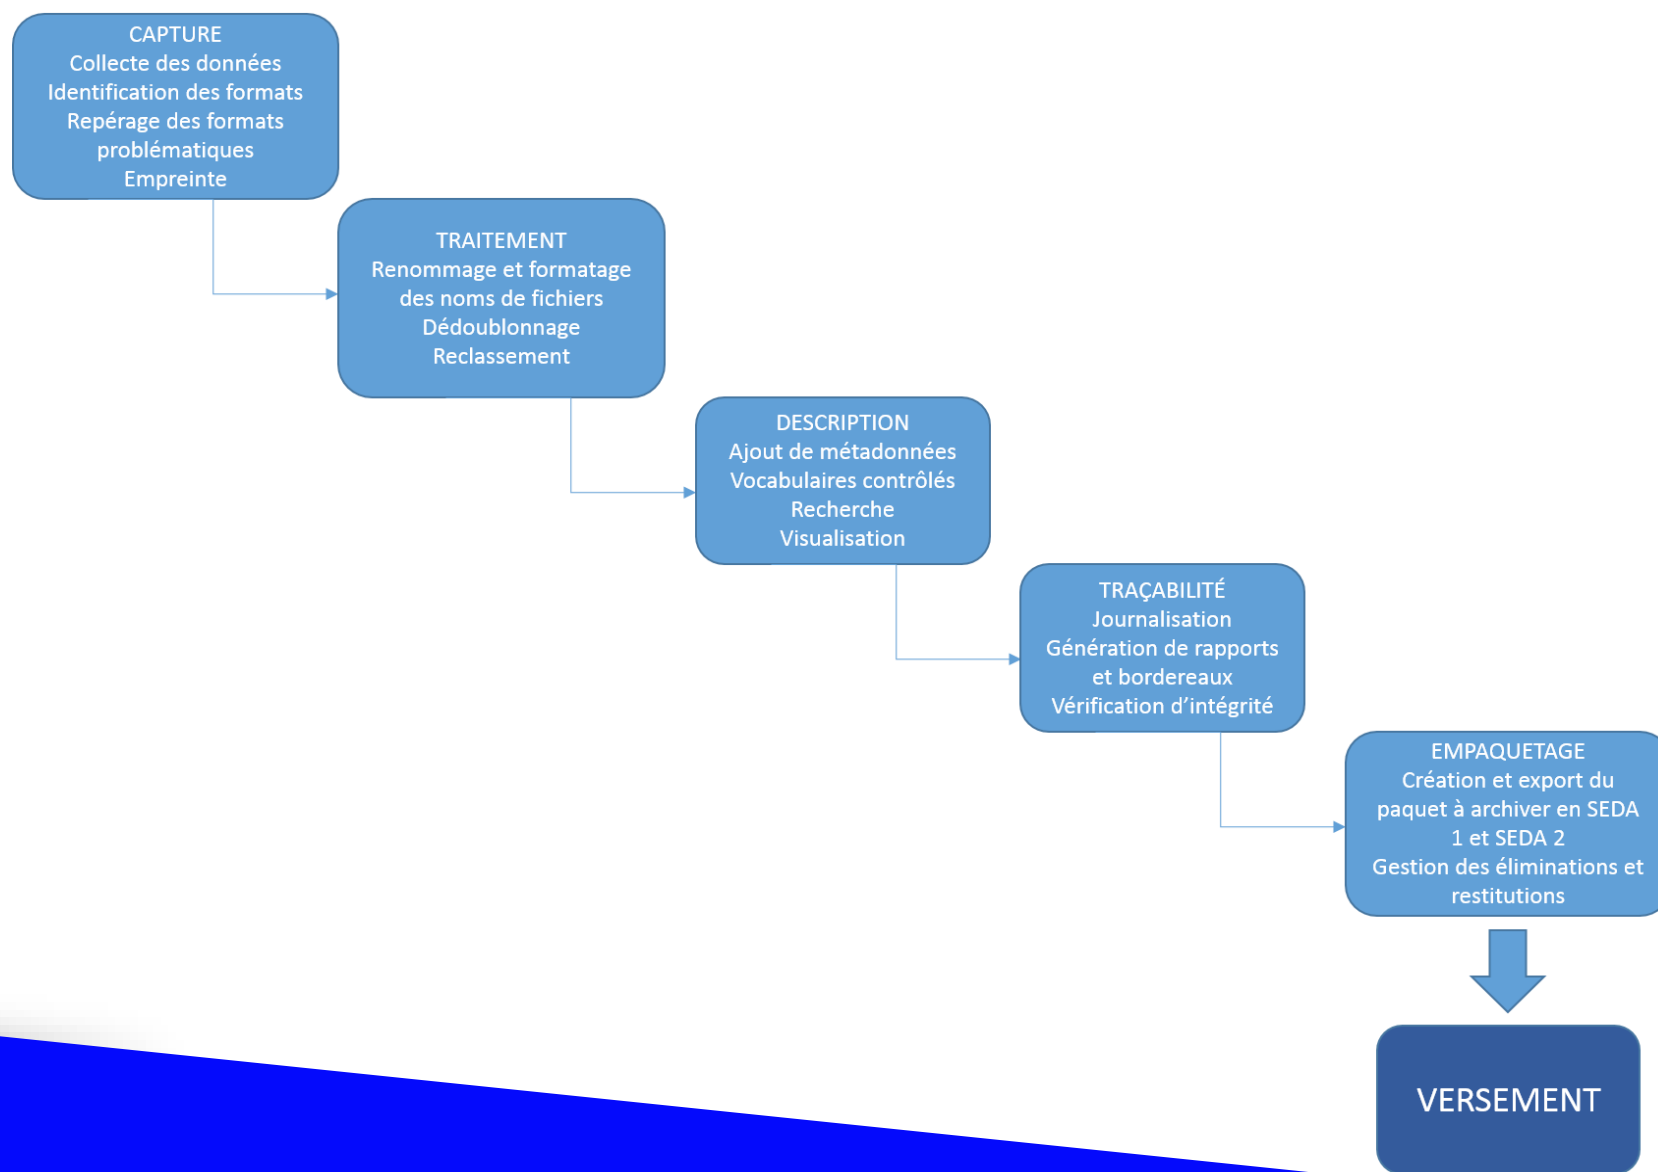 CAPTURE
Collecte des données
Identification des formats
Repérage des formats
problématiques
Empreinte
TRAITEMENT
Renommage et formatage
des noms de fichiers
Dédoublonnage
Reclassement
DESCRIPTION
Ajout de métadonnées
Vocabulaires contrôlés
Recherche
Visualisation
TRAÇABILITÉ
Journalisation
Génération de rapports
et bordereaux
Vérification d’intégrité
EMPAQUETAGE
Création et export du
paquet à archiver en SEDA
1 et SEDA 2
Gestion des éliminations et
restitutions
VERSEMENT